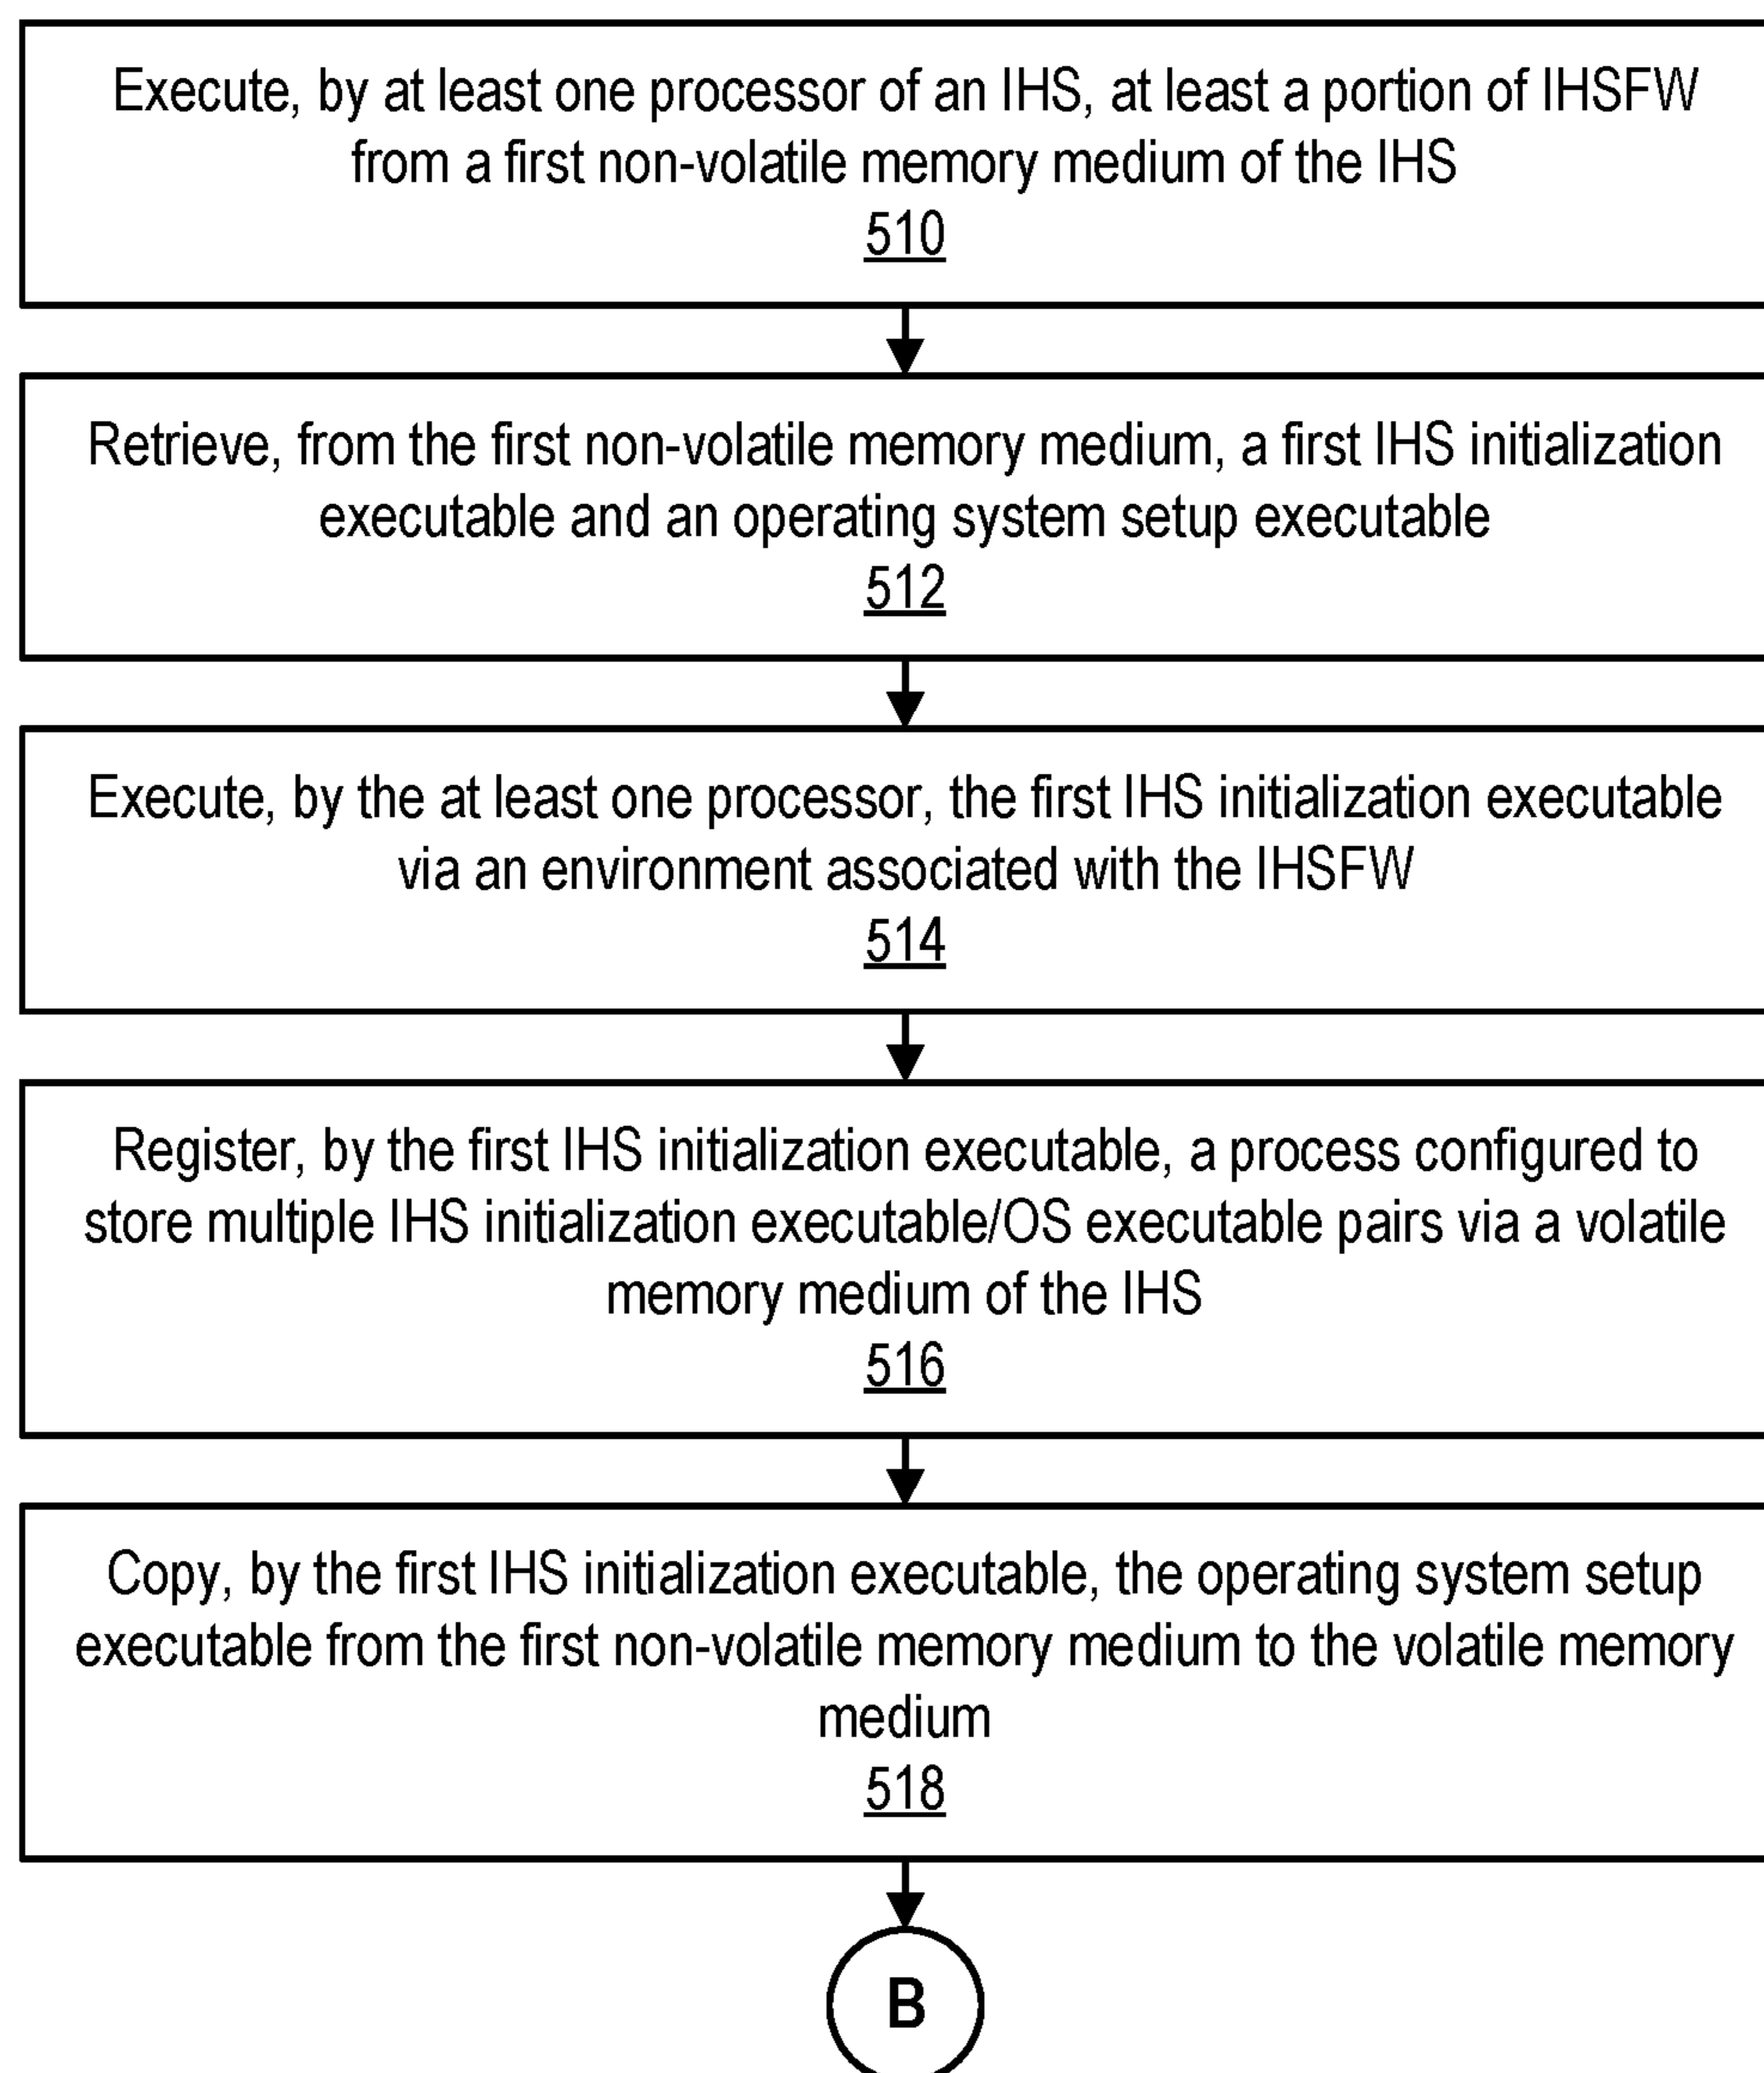 Execute, by at least one processor of an IHS, at least a portion of IHSFW
from a first non-volatile memory medium of the IHS
510
Retrieve, from the first non-volatile memory medium, a first IHS initialization
executable and an operating system setup executable
512
Execute, by the at least one processor, the first IHS initialization executable
via an environment associated with the IHSFW
514
Register, by the first IHS initialization executable, a process configured to
store multiple IHS initialization executable/OS executable pairs via a volatile
memory medium of the IHS
516
Copy, by the first IHS initialization executable, the operating system setup
executable from the first non-volatile memory medium to the volatile memory
medium
518
B